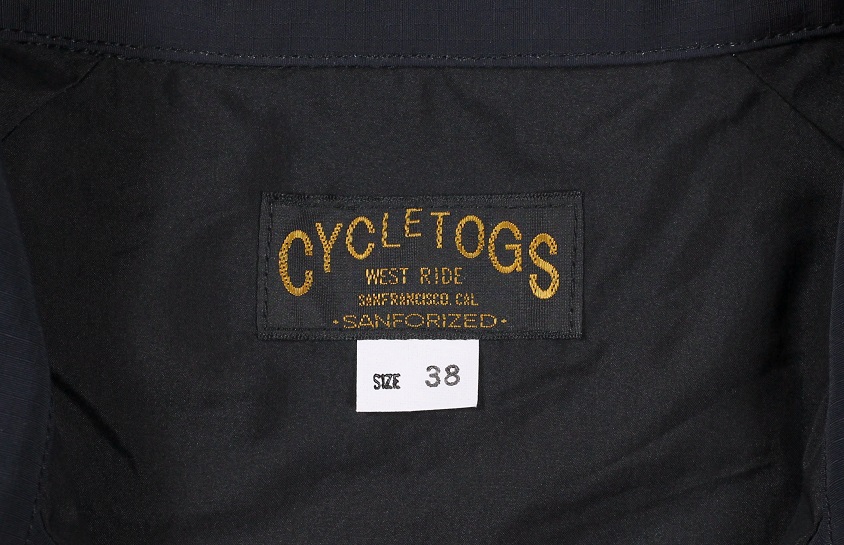 CYCLETOGS
WEST RIDE
SANFRANCISCO, CAL
·SANFORIZED·
SIZE 38